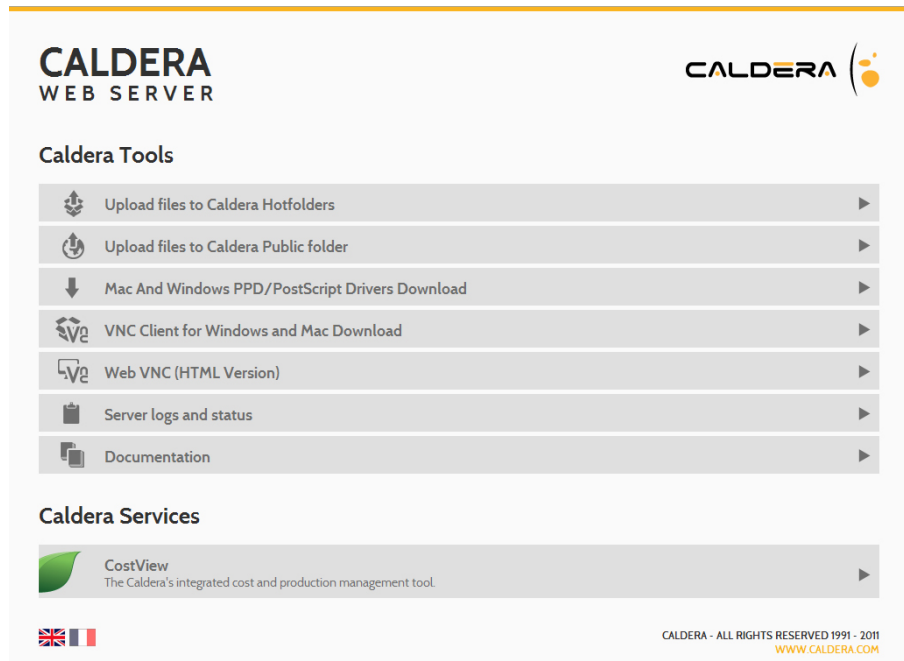 CALDERA
WEB SERVER
CALDERA
Caldera Tools
Upload files to Caldera Hotfolders
Upload files to Caldera Public folder
Mac And Windows PPD/PostScript Drivers Download
VNC Client for Windows and Mac Download
Web VNC (HTML Version)
Server logs and status
Documentation
Caldera Services
CostView
The Caldera's integrated cost and production management tool.
CALDERA - ALL RIGHTS RESERVED 1991 - 2011
WWW.CALDERA.COM